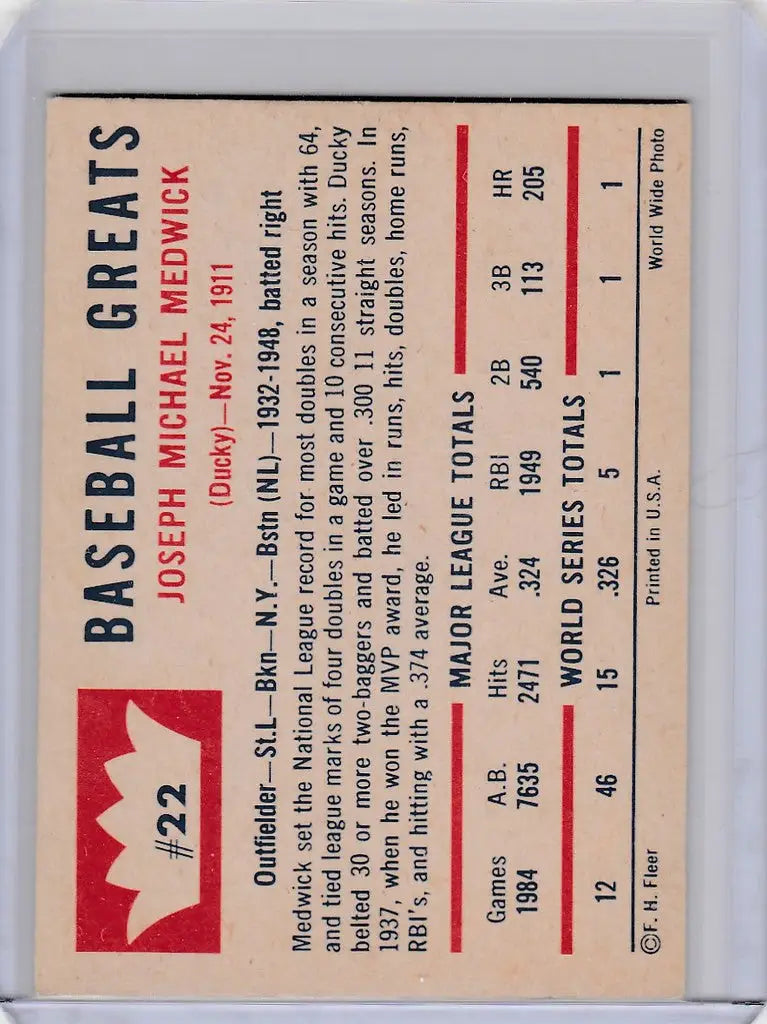 #22
BASEBALL GREATS
JOSEPH MICHAEL MEDWICK
(Ducky)—Nov. 24, 1911
Outfielder—St.L—Bkn—N.Y.—Bstn (NL)—1932-1948, batted right
Medwick set the National League record for most doubles in a season with 64,
and tied league marks of four doubles in a game and 10 consecutive hits. Ducky
belted 30 or more two-baggers and batted over .300 11 straight seasons. In
1937, when he won the MVP award, he led in runs, hits, doubles, home runs,
RBI's, and hitting with a .374 average.
MAJOR LEAGUE TOTALS
Games A.B. Hits Ave. RBI 2B 3B HR
1984 7635 2471 .324 1949 540 113 205
WORLD SERIES TOTALS
12 46 15 .326 5 1 1 1
©F. H. Fleer Printed in U.S.A. World Wide Photo